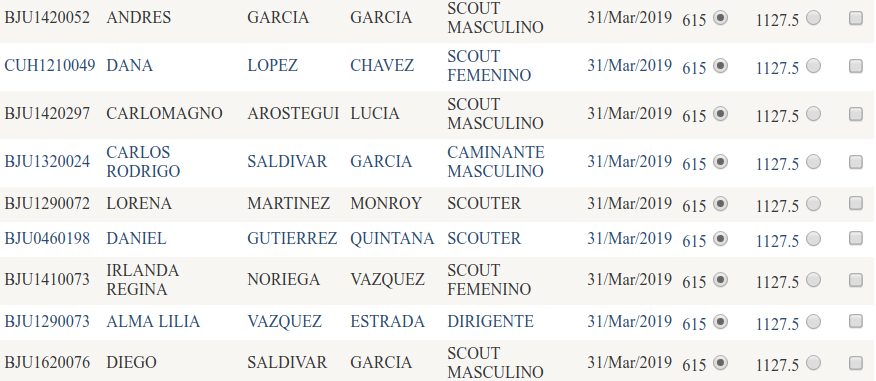 BJU1420052 ANDRES GARCIA GARCIA SCOUT MASCULINO 31/Mar/2019 615 1127.5
CUH1210049 DANA LOPEZ CHAVEZ SCOUT FEMENINO 31/Mar/2019 615 1127.5
BJU1420297 CARLOMAGNO AROSTEGUI LUCIA SCOUT MASCULINO 31/Mar/2019 615 1127.5
BJU1320024 CARLOS RODRIGO SALDIVAR GARCIA CAMINANTE MASCULINO 31/Mar/2019 615 1127.5
BJU1290072 LORENA MARTINEZ MONROY SCOUTER 31/Mar/2019 615 1127.5
BJU0460198 DANIEL GUTIERREZ QUINTANA SCOUTER 31/Mar/2019 615 1127.5
BJU1410073 IRLANDA REGINA NORIEGA VAZQUEZ SCOUT FEMENINO 31/Mar/2019 615 1127.5
BJU1290073 ALMA LILIA VAZQUEZ ESTRADA DIRIGENTE 31/Mar/2019 615 1127.5
BJU1620076 DIEGO SALDIVAR GARCIA SCOUT MASCULINO 31/Mar/2019 615 1127.5